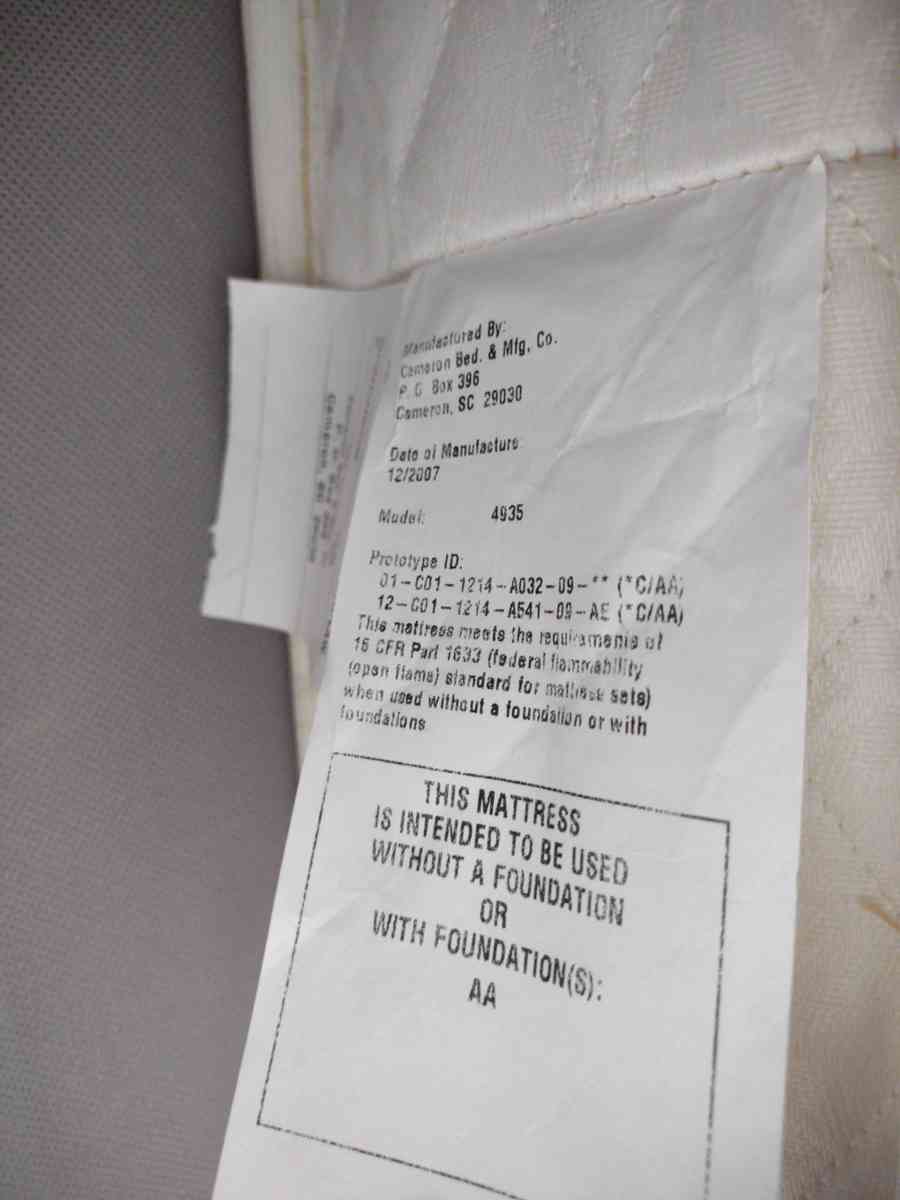 Manufactured By:
Cameron Bed. & Mfg. Co.
P. O Box 396
Cameron, SC 29030
Date of Manufacture
12/2007
Model: 4935
Prototype ID:
01-C01-1214-A032-09-** (*C/AA)
12-C01-1214-A541-09-AE (*C/AA)
This mattress meets the requirements of
16 CFR Part 1633 (federal flammability
(open flame) standard for mattress sets)
when used without a foundation or with
foundations
THIS MATTRESS
IS INTENDED TO BE USED
WITHOUT A FOUNDATION
OR
WITH FOUNDATION(S):
AA